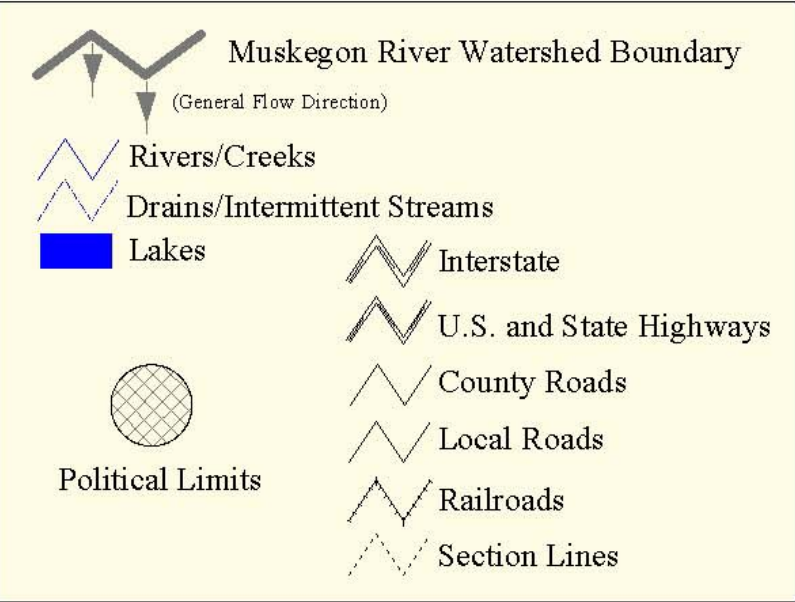 Muskegon River Watershed Boundary
(General Flow Direction)
Rivers/Creeks
Drains/Intermittent Streams
Lakes
Interstate
U.S. and State Highways
County Roads
Local Roads
Political Limits
Railroads
Section Lines